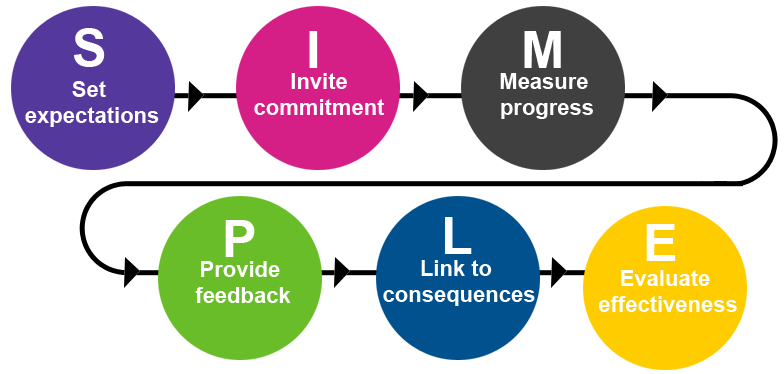 S
Set
expectations
I
Invite
commitment
M
Measure
progress
P
Provide
feedback
L
Link to
consequences
E
Evaluate
effectiveness